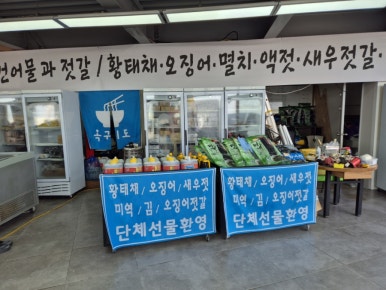 건어물과 젓갈 / 황태채·오징어·멸치·액젓·새우젓갈·
황태채 / 오징어 / 새우젓
미역 / 김 / 오징어젓갈
단체선물환영
황태채 / 오징어 / 새우젓
미역 / 김 / 오징어젓갈
단체선물환영